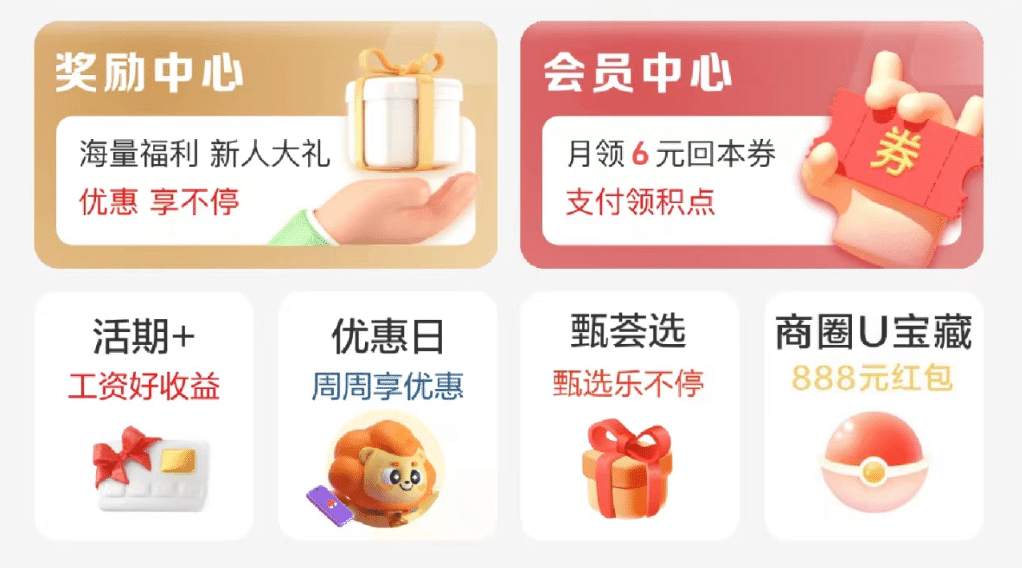 奖励中心
海量福利 新人大礼
优惠 享不停
会员中心
月领6元回本券
支付领积点
券
活期+
工资好收益
优惠日
周周享优惠
甄荟选
甄选乐不停
商圈U宝藏
888元红包